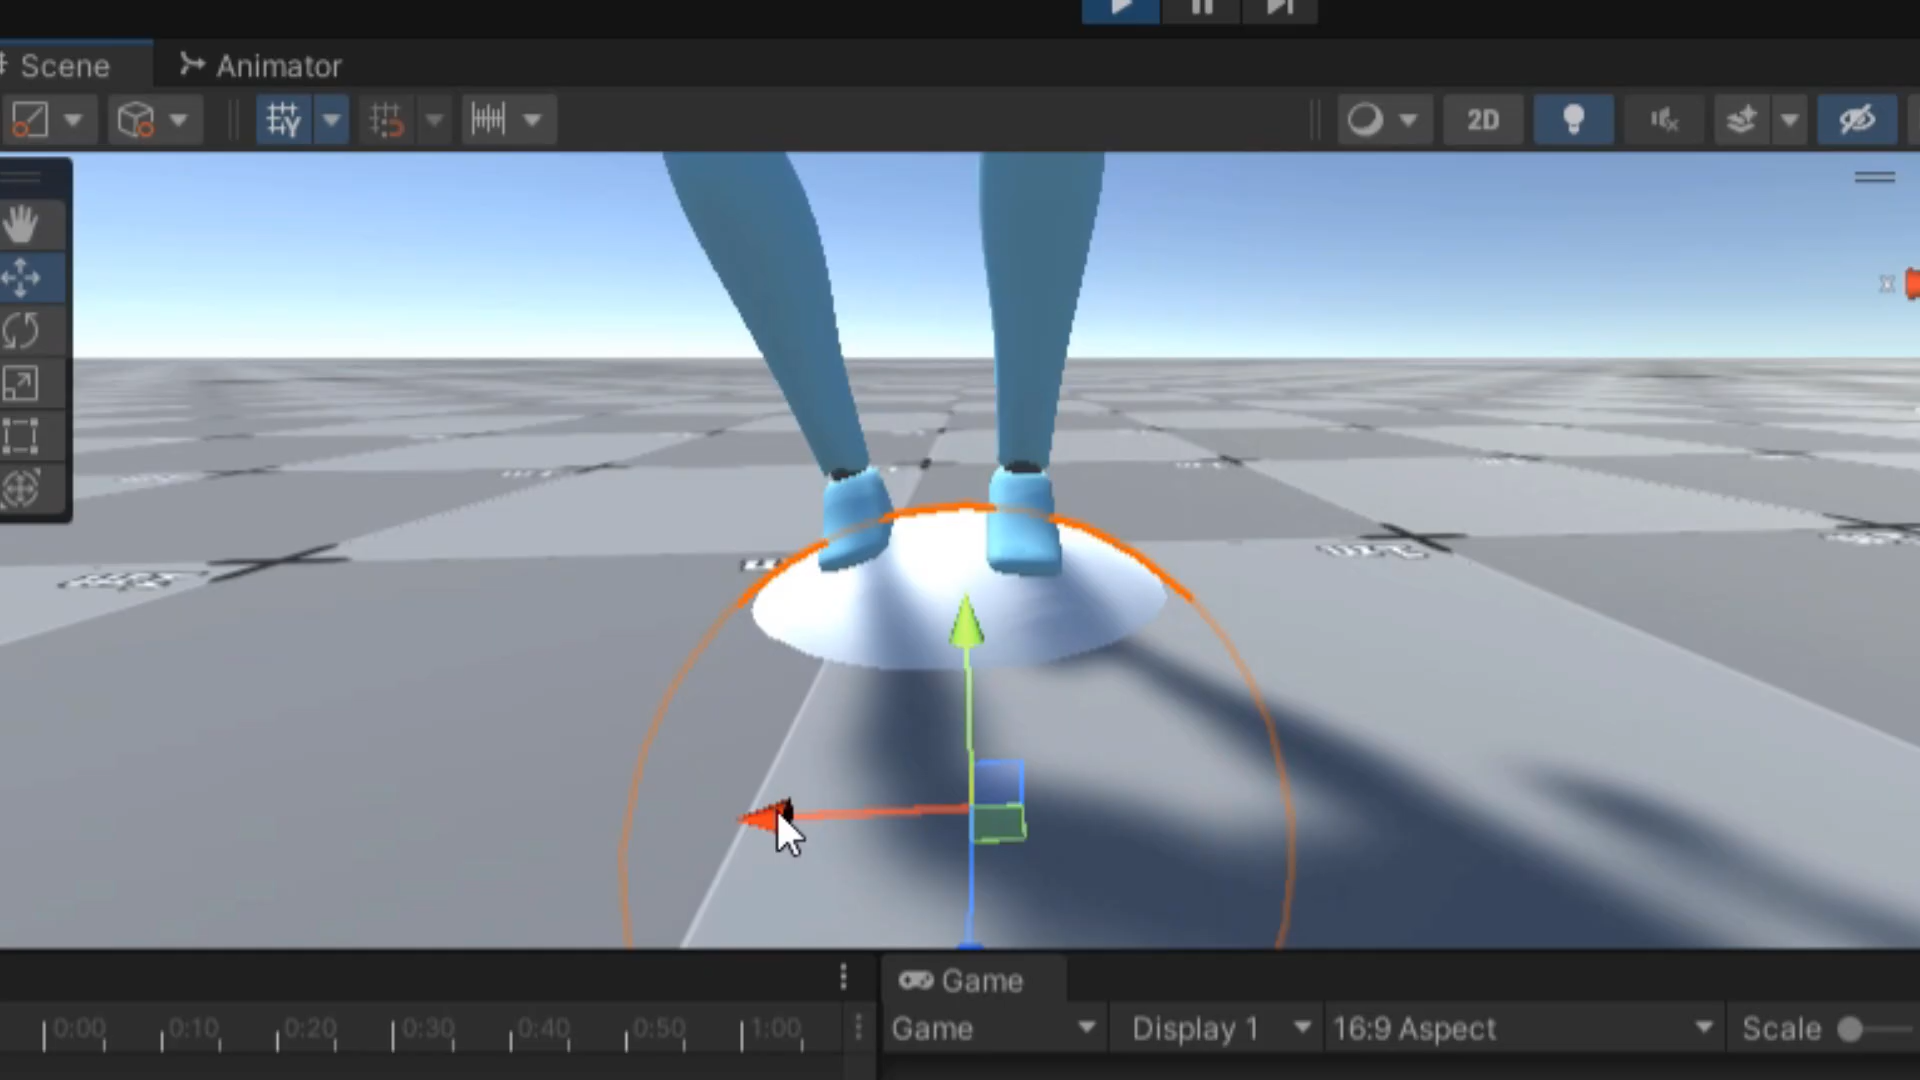 Scene
Animator
2D
x
Game
0:00 0:10 0:20 0:30 0:40 0:50 1:00
Game Display 1 16:9 Aspect Scale